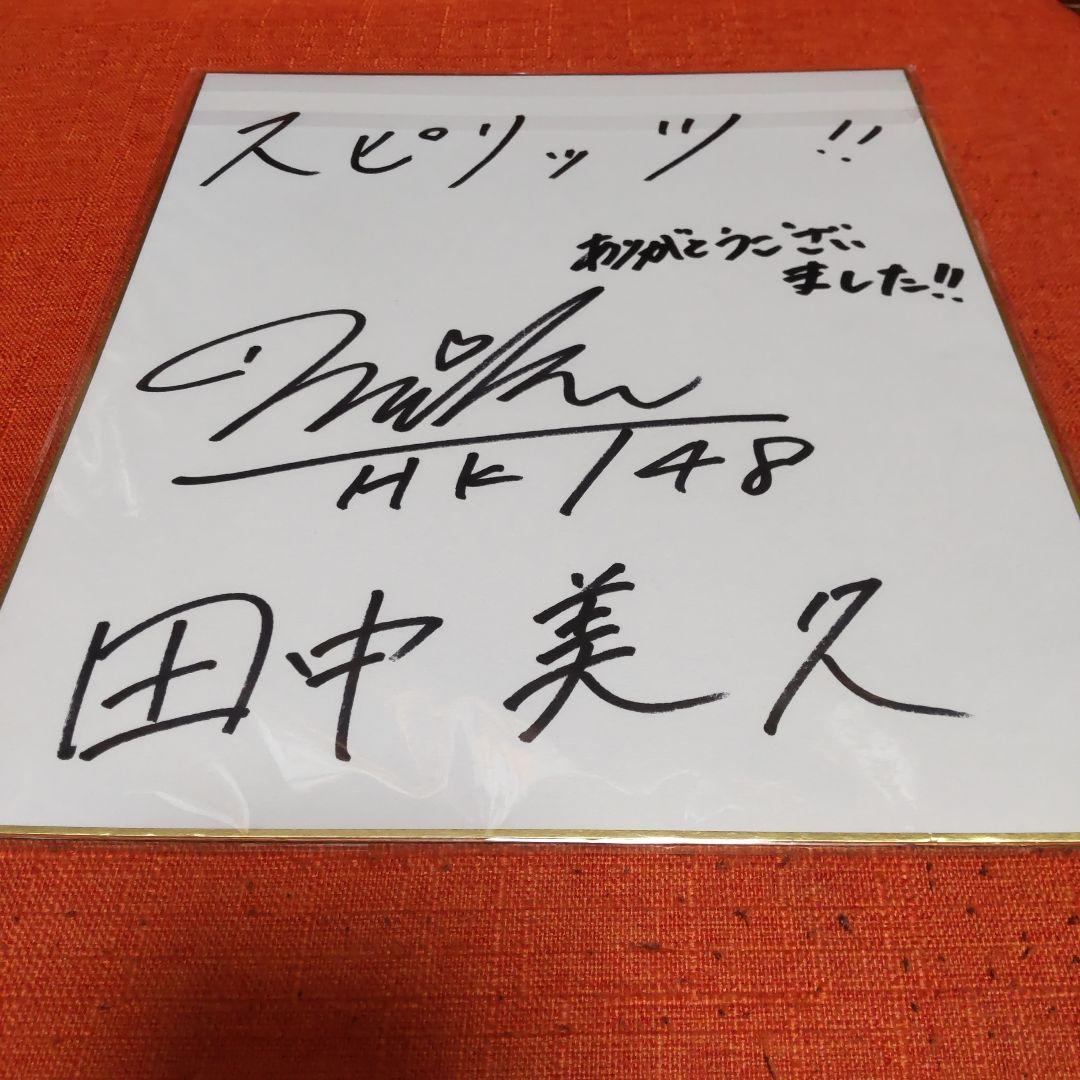 スピリッツ!!
ありがとうござい
ました!!
Miku
HKT48
田中美久